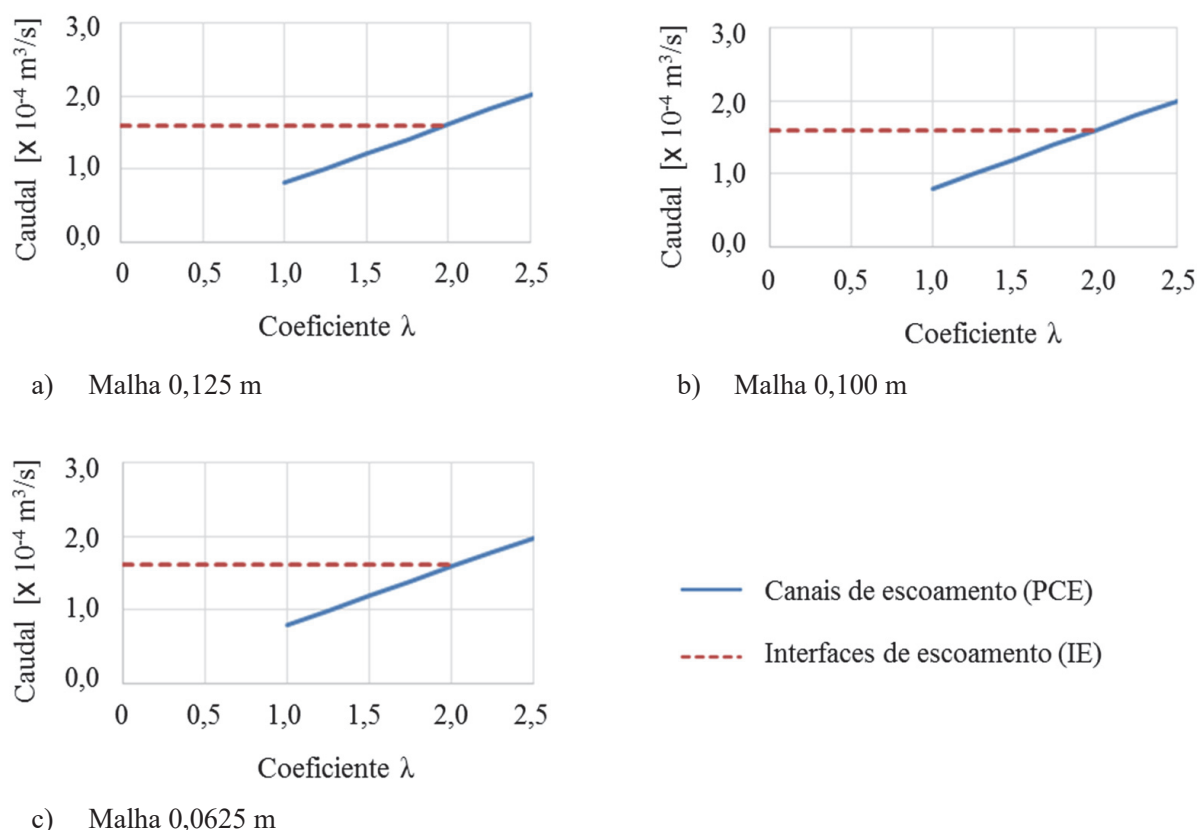 Caudal [x 10⁻⁴ m³/s]
3,0
2,0
1,0
0,0
0 0,5 1,0 1,5 2,0 2,5
Coeficiente λ
a) Malha 0,125 m
Caudal [x 10⁻⁴ m³/s]
3,0
2,0
1,0
0,0
0 0,5 1,0 1,5 2,0 2,5
Coeficiente λ
b) Malha 0,100 m
Caudal [x 10⁻⁴ m³/s]
3,0
2,0
1,0
0,0
0 0,5 1,0 1,5 2,0 2,5
Coeficiente λ
c) Malha 0,0625 m
Canais de escoamento (PCE)
Interfaces de escoamento (IE)